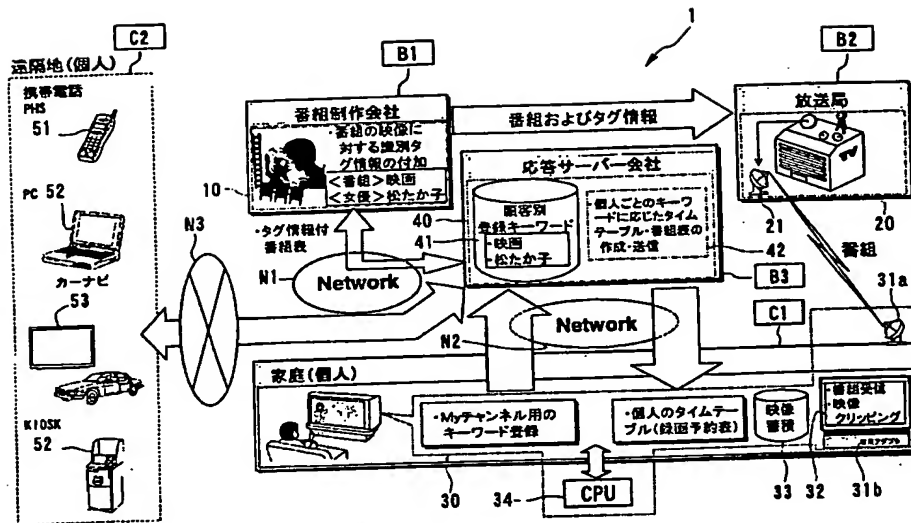 1
C2
遠隔地(個人)
携帯電話
PHS
51
PC 52
カーナビ
53
KIOSK
52
N3
B1
番組制作会社
・番組の映像に
対する識別タ
グ情報の付加
<番組>映画
<女優>松たか子
10
・タグ情報付
番組表
N1
Network
番組およびタグ情報
B2
放送局
TV
21
20
番組
応答サーバー会社
40
顧客別
登録キーワード
41
・映画
・松たか子
・個人ごとのキーワ
ードに応じたタイム
テーブル・番組表の
作成・送信
42
B3
C1
31a
N2
Network
家庭(個人)
・Myチャンネル用の
キーワード登録
30
・個人のタイムテー
ブル(録画予約表)
34
CPU
映像
蓄積
33
・番組受信
・映像
クリッピング
32
31b